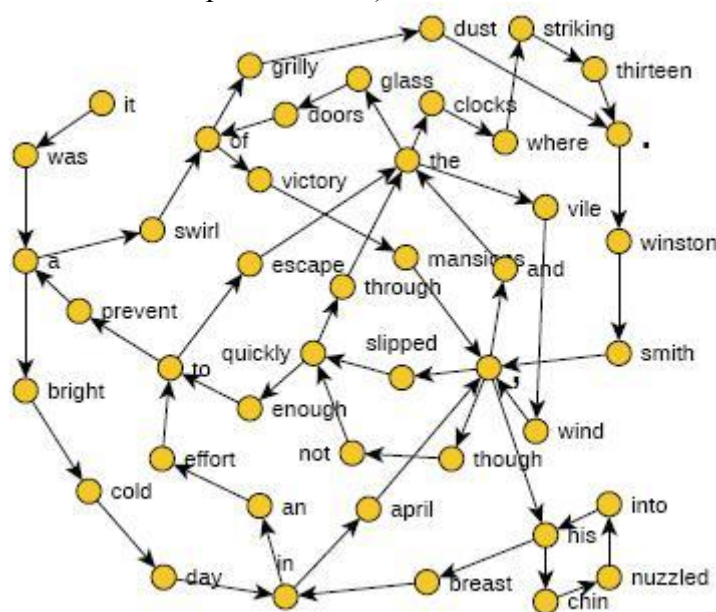 dust
striking
grilly
thirteen
glass
clocks
it
doors
where
.
of
the
was
victory
vile
swirl
winston
escape
mansions
and
a
through
prevent
quickly
slipped
smith
to
,
bright
enough
wind
not
though
effort
cold
an
april
into
his
in
day
breast
nuzzled
chin